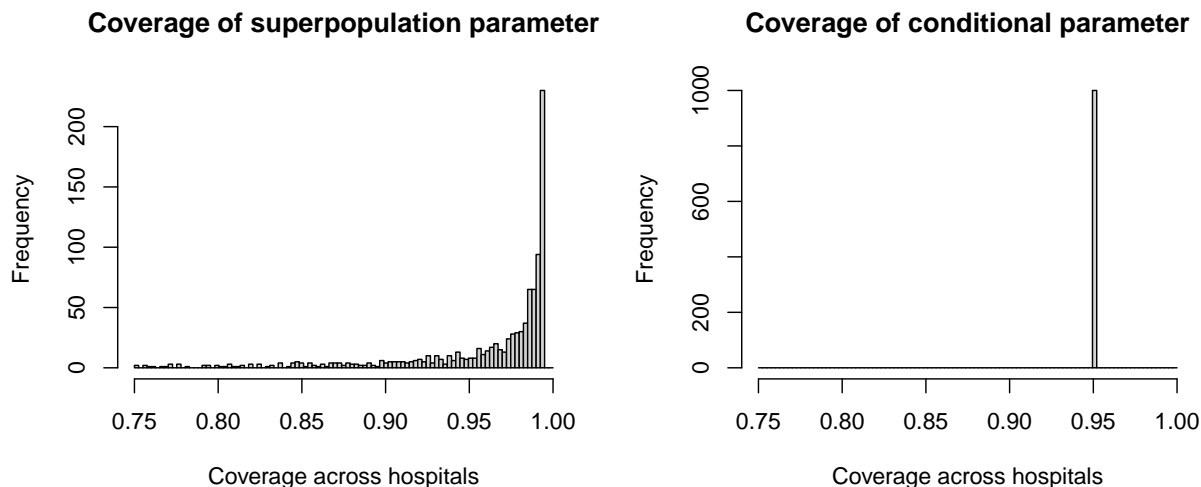 Coverage of superpopulation parameter
Frequency
200
150
100
50
0
0.75 0.80 0.85 0.90 0.95 1.00
Coverage across hospitals
Coverage of conditional parameter
Frequency
1000
600
200
0
0.75 0.80 0.85 0.90 0.95 1.00
Coverage across hospitals